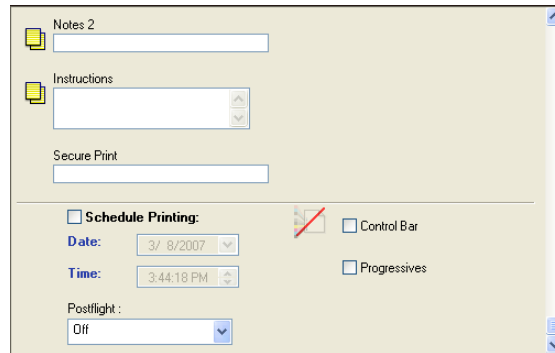 Notes 2
Instructions
Secure Print
Schedule Printing:
Control Bar
Date:
3/ 8/2007
Time:
3:44:18 PM
Progressives
Postflight :
Off